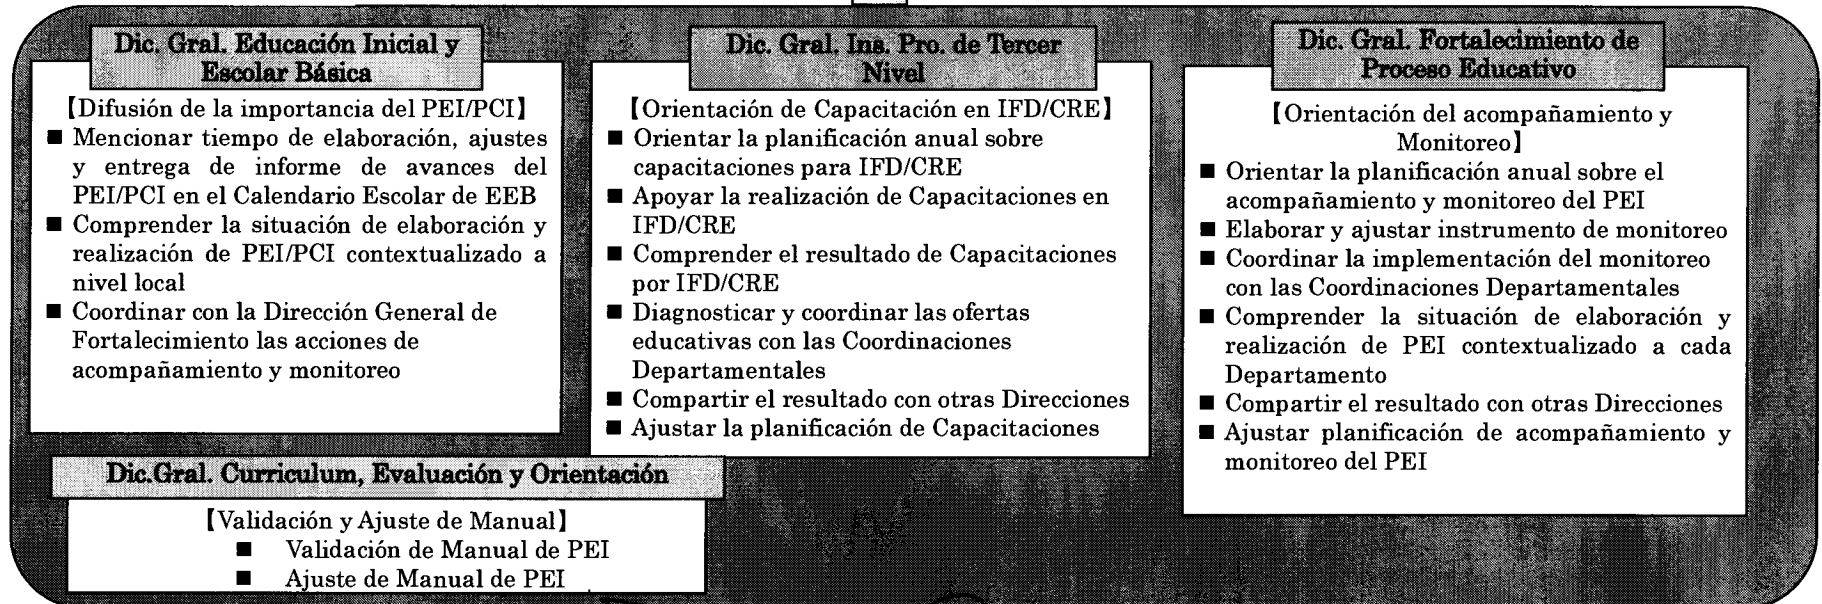 Dic. Gral. Educación Inicial y
Escolar Básica
【Difusión de la importancia del PEI/PCI】
■ Mencionar tiempo de elaboración, ajustes
y entrega de informe de avances del
PEI/PCI en el Calendario Escolar de EEB
■ Comprender la situación de elaboración y
realización de PEI/PCI contextualizado a
nivel local
■ Coordinar con la Dirección General de
Fortalecimiento las acciones de
acompañamiento y monitoreo
Dic. Gral. Ins. Pro. de Tercer
Nivel
【Orientación de Capacitación en IFD/CRE】
■ Orientar la planificación anual sobre
capacitaciones para IFD/CRE
■ Apoyar la realización de Capacitaciones en
IFD/CRE
■ Comprender el resultado de Capacitaciones
por IFD/CRE
■ Diagnosticar y coordinar las ofertas
educativas con las Coordinaciones
Departamentales
■ Compartir el resultado con otras Direcciones
■ Ajustar la planificación de Capacitaciones
Dic. Gral. Fortalecimiento de
Proceso Educativo
【Orientación del acompañamiento y
Monitoreo】
■ Orientar la planificación anual sobre el
acompañamiento y monitoreo del PEI
■ Elaborar y ajustar instrumento de monitoreo
■ Coordinar la implementación del monitoreo
con las Coordinaciones Departamentales
■ Comprender la situación de elaboración y
realización de PEI contextualizado a cada
Departamento
■ Compartir el resultado con otras Direcciones
■ Ajustar planificación de acompañamiento y
monitoreo del PEI
Dic.Gral. Curriculum, Evaluación y Orientación
【Validación y Ajuste de Manual】
■ Validación de Manual de PEI
■ Ajuste de Manual de PEI